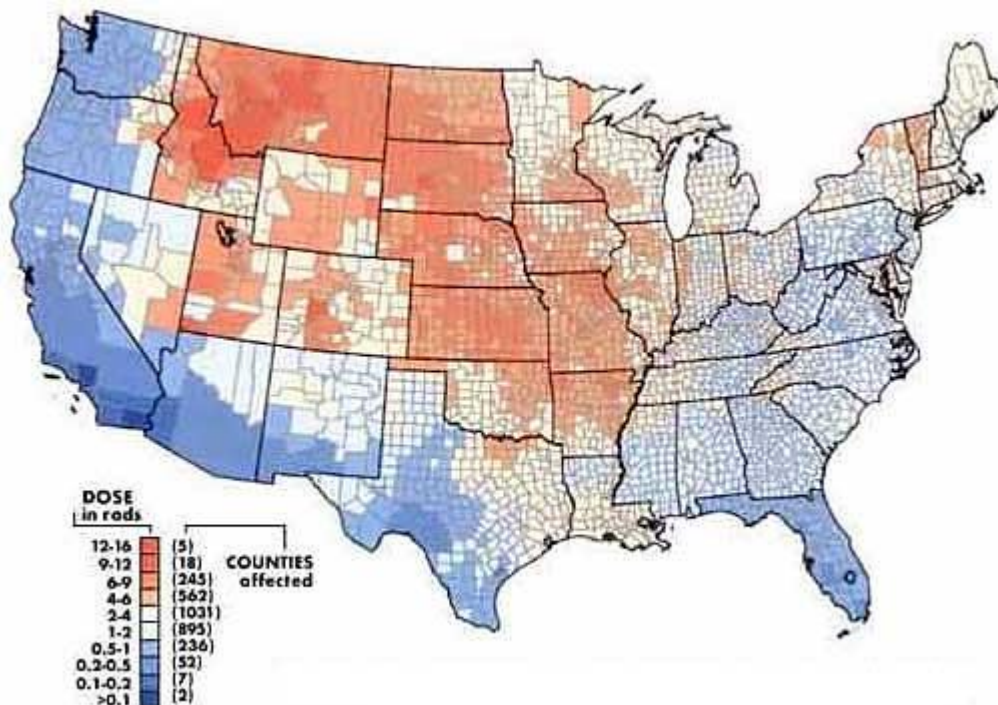 DOSE
in rads
COUNTIES
affected
12-16 (5)
9-12 (18)
6-9 (245)
4-6 (562)
2-4 (1031)
1-2 (895)
0.5-1 (236)
0.2-0.5 (52)
0.1-0.2 (7)
>0.1 (2)